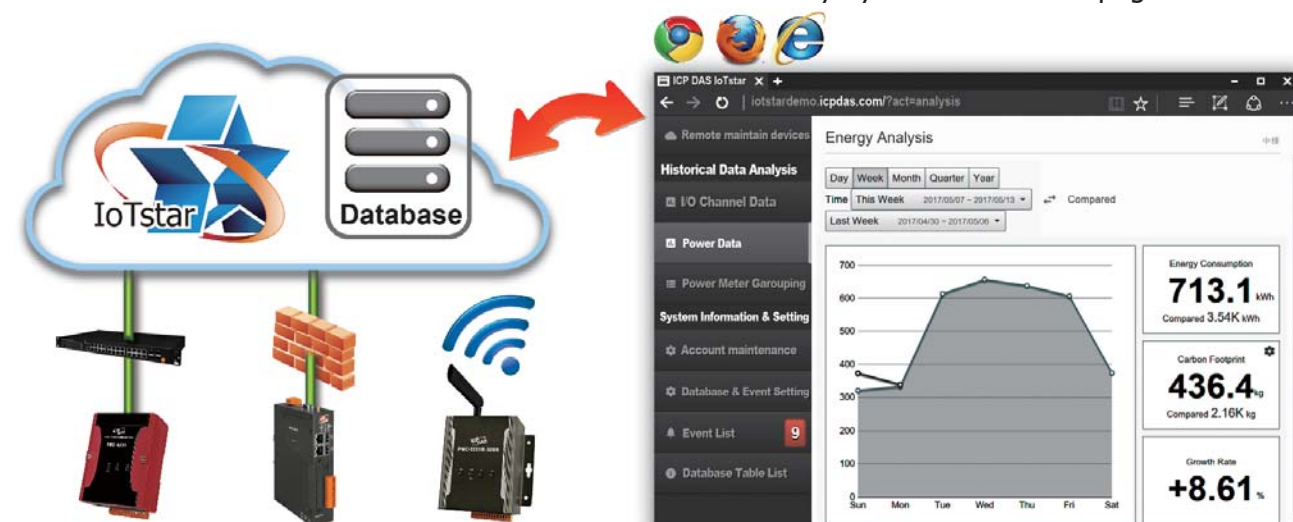 IoTstar
Database
ICP DAS IoTstar
iotstardemo.icpdas.com/?act=analysis
Remote maintain devices
Historical Data Analysis
I/O Channel Data
Power Data
Power Meter Garouping
System Information & Setting
Account maintenance
Database & Event Setting
Event List 9
Database Table List
Energy Analysis
Day Week Month Quarter Year
Time This Week 2017/05/07 ~ 2017/05/13 Compared
Last Week 2017/04/30 ~ 2017/05/06
700
600
500
400
300
200
100
0
Sun Mon Tue Wed Thu Fri Sat
Energy Consumption
713.1 kWh
Compared 3.54K kWh
Carbon Footprint
436.4 kg
Compared 2.16K kg
Growth Rate
+8.61 %